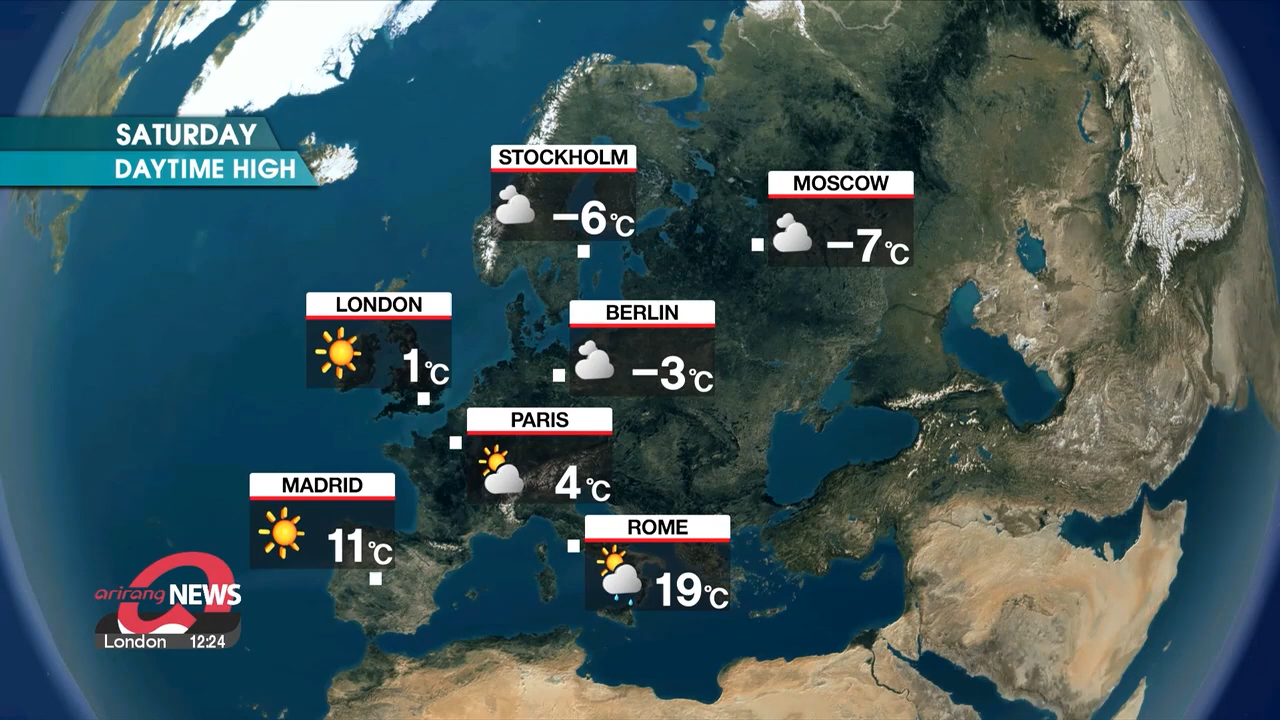 SATURDAY
DAYTIME HIGH
STOCKHOLM
−6°C
MOSCOW
−7°C
LONDON
1°C
BERLIN
−3°C
PARIS
4°C
MADRID
11°C
ROME
19°C
arirang NEWS
London 12:24